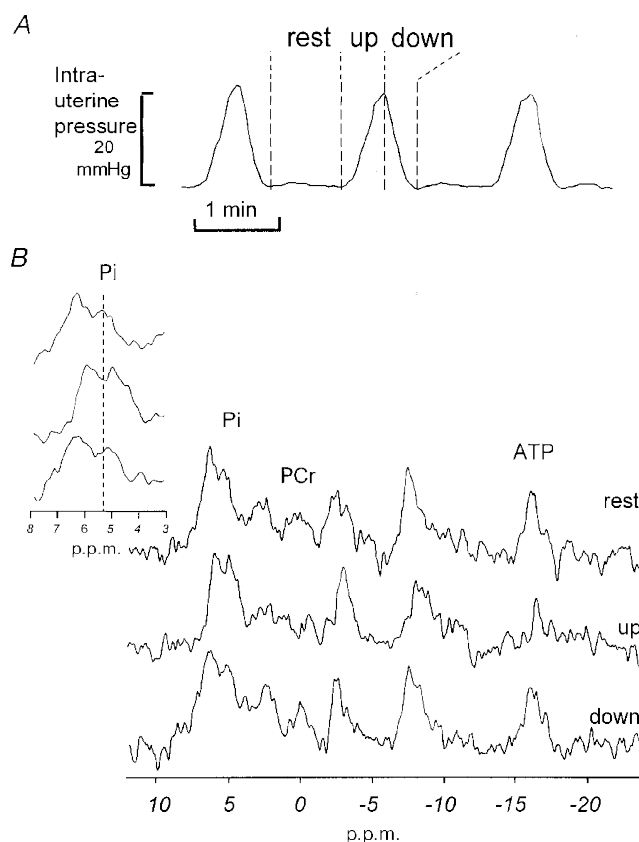 A
rest up down
Intra-
uterine
pressure
20
mmHg
1 min
B
Pi
8 7 6 5 4 3
p.p.m.
Pi
PCr
ATP
rest
up
down
10 5 0 -5 -10 -15 -20
p.p.m.